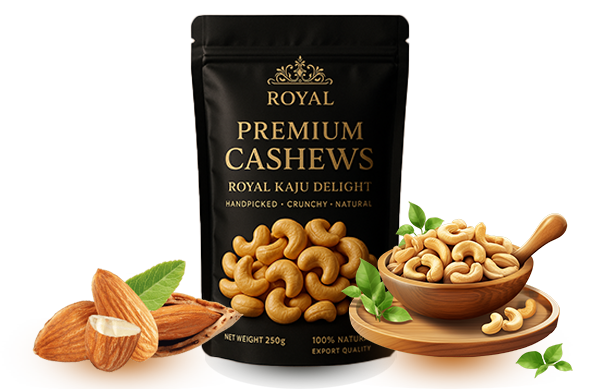 ROYAL
PREMIUM
CASHEWS
ROYAL KAJU DELIGHT
HANDPICKED • CRUNCHY • NATURAL
NET WEIGHT 250g
100% NATURAL
EXPORT QUALITY